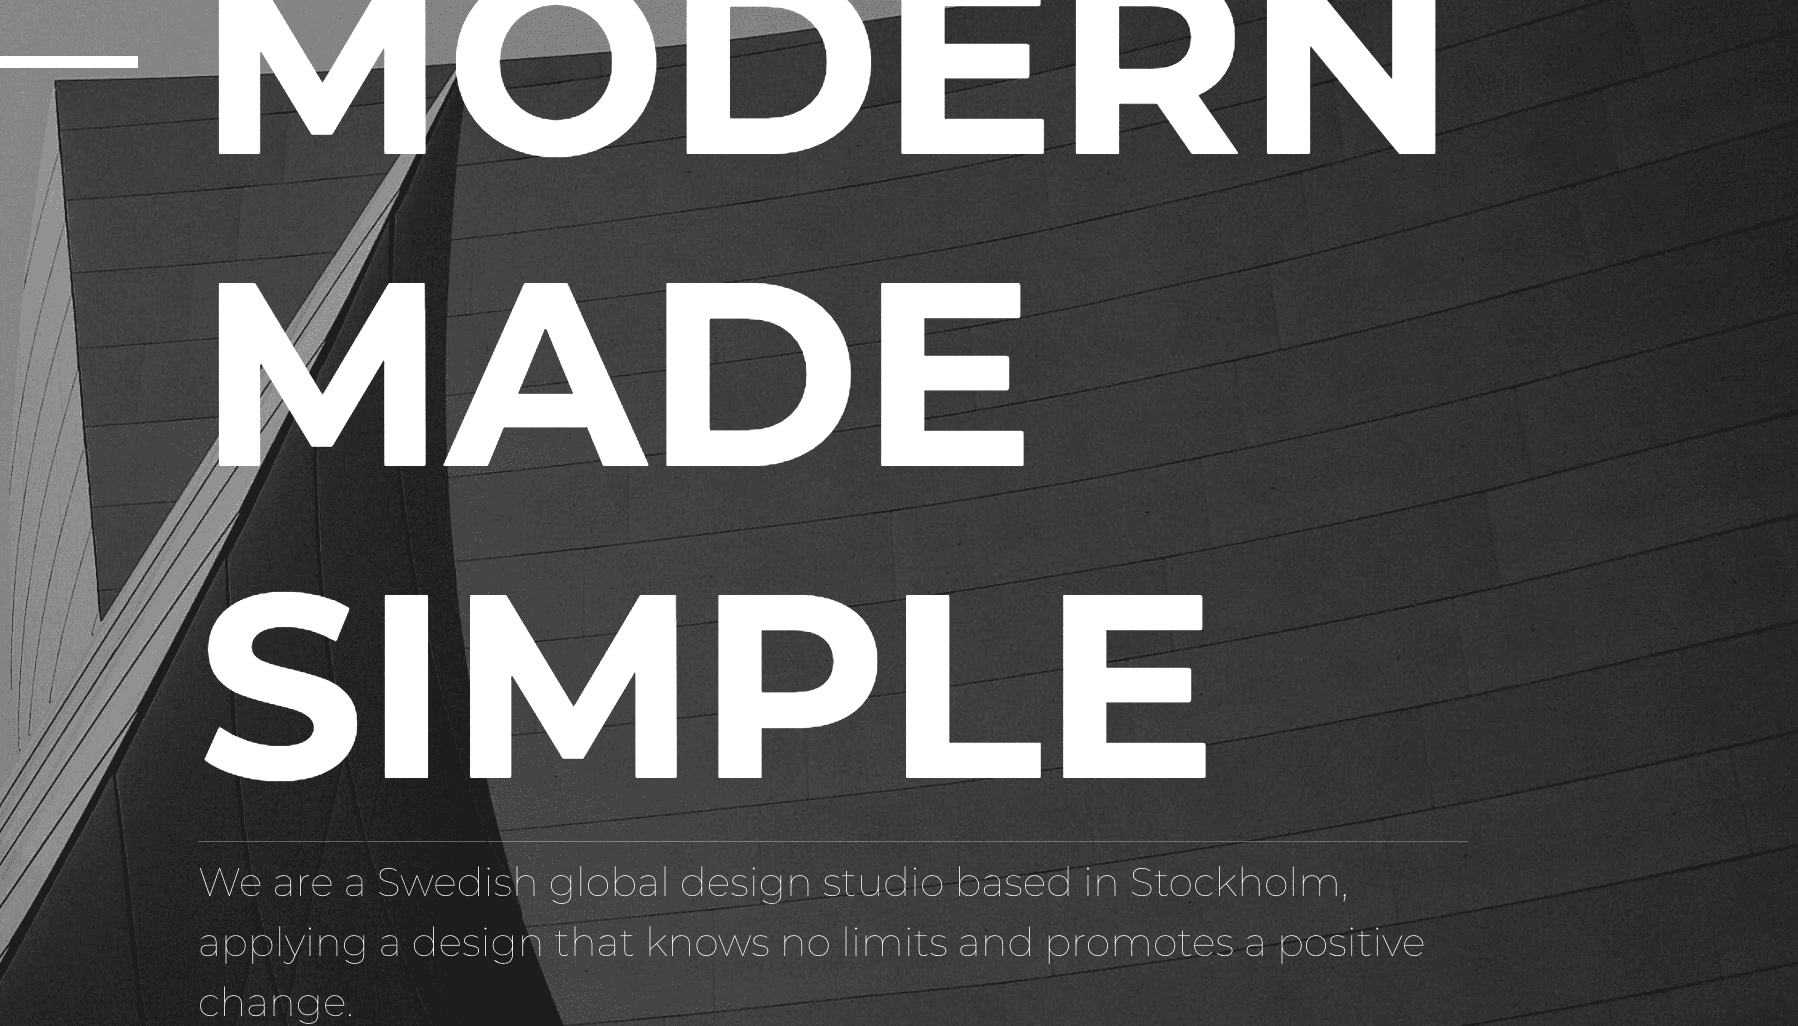 MODERN
MADE
SIMPLE
We are a Swedish global design studio based in Stockholm,
applying a design that knows no limits and promotes a positive
change.